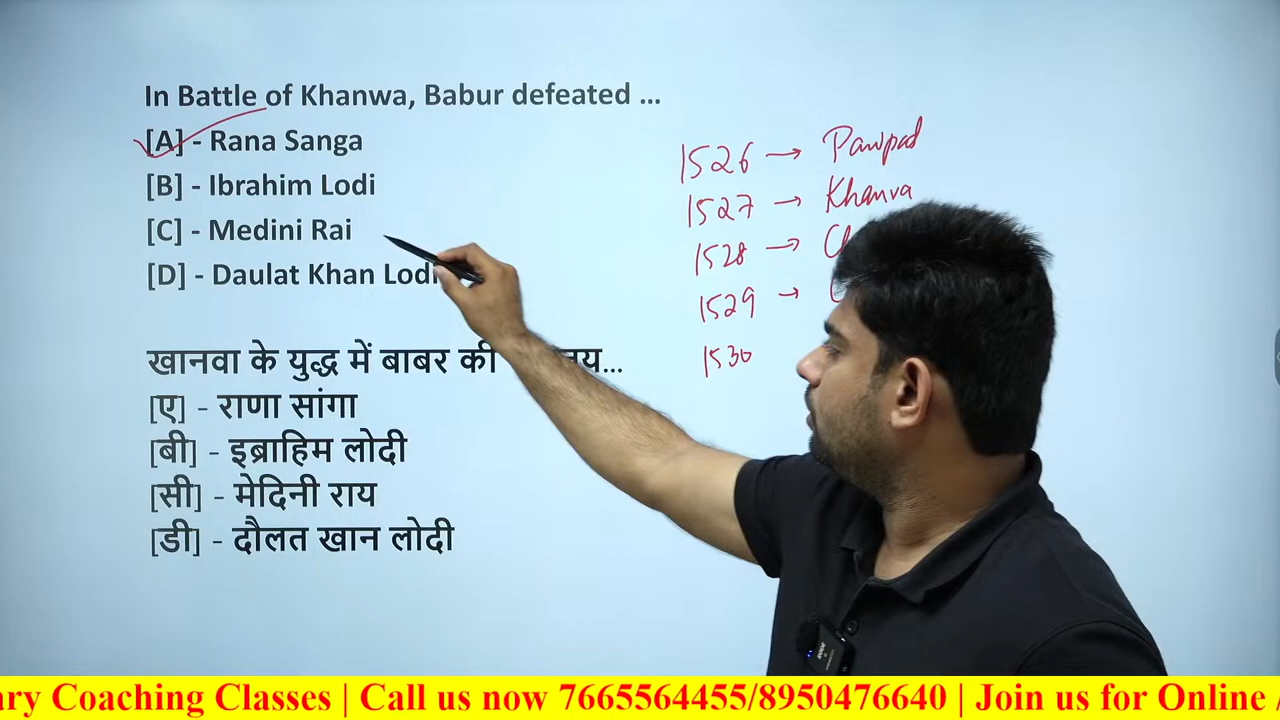 In Battle of Khanwa, Babur defeated ...
[A] - Rana Sanga
[B] - Ibrahim Lodi
[C] - Medini Rai
[D] - Daulat Khan Lodi
खानवा के युद्ध में बाबर की
[ए] - राणा सांगा
[बी] - इब्राहिम लोदी
[सी] - मेदिनी राय
[डी] - दौलत खान लोदी
1526 → Panipat
1527 → Khanva
1528 →
1529 →
1530
ary Coaching Classes | Call us now 7665564455/8950476640 | Join us for Online